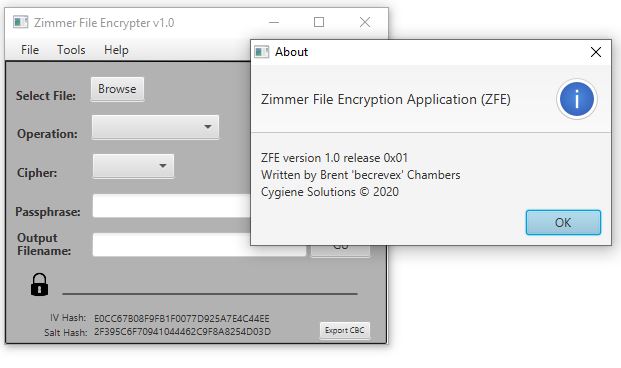 Zimmer File Encrypter v1.0
File Tools Help
Select File: Browse
Operation:
Cipher:
Passphrase:
Output
Filename:
GO
IV Hash: E0CC67B08F9FB1F0077D925A7E4C44EE
Salt Hash: 2F395C6F70941044462C9F8A8254D03D
Export CBC
About
Zimmer File Encryption Application (ZFE)
ZFE version 1.0 release 0x01
Written by Brent 'becrevex' Chambers
Cygiene Solutions © 2020
OK